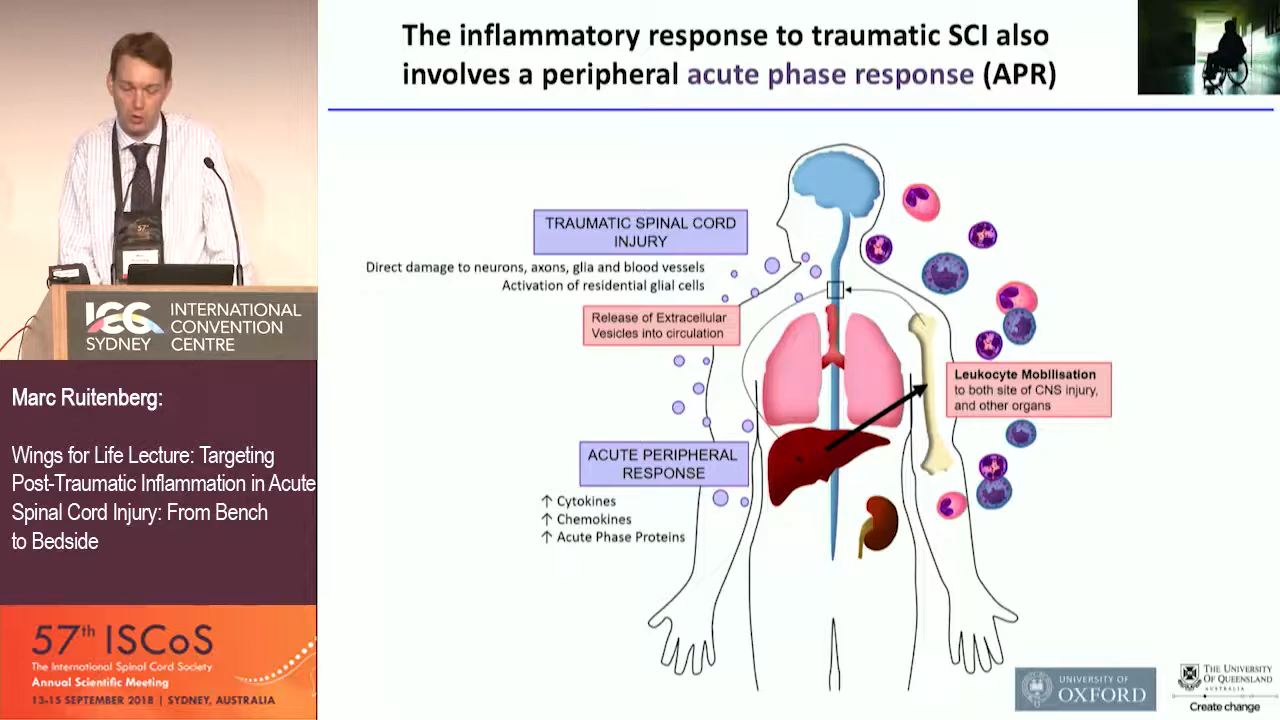 The inflammatory response to traumatic SCI also
involves a peripheral acute phase response (APR)
TRAUMATIC SPINAL CORD
INJURY
Direct damage to neurons, axons, glia and blood vessels
Activation of residential glial cells
Release of Extracellular
Vesicles into circulation
Leukocyte Mobilisation
to both site of CNS injury,
and other organs
ACUTE PERIPHERAL
RESPONSE
↑ Cytokines
↑ Chemokines
↑ Acute Phase Proteins
UNIVERSITY OF
OXFORD
THE UNIVERSITY
OF QUEENSLAND
AUSTRALIA
Create change
57th
ICC
SYDNEY
INTERNATIONAL
CONVENTION
CENTRE
Marc Ruitenberg:
Wings for Life Lecture: Targeting
Post-Traumatic Inflammation in Acute
Spinal Cord Injury: From Bench
to Bedside
57th ISCoS
The International Spinal Cord Society
Annual Scientific Meeting
13-15 SEPTEMBER 2018 | SYDNEY, AUSTRALIA